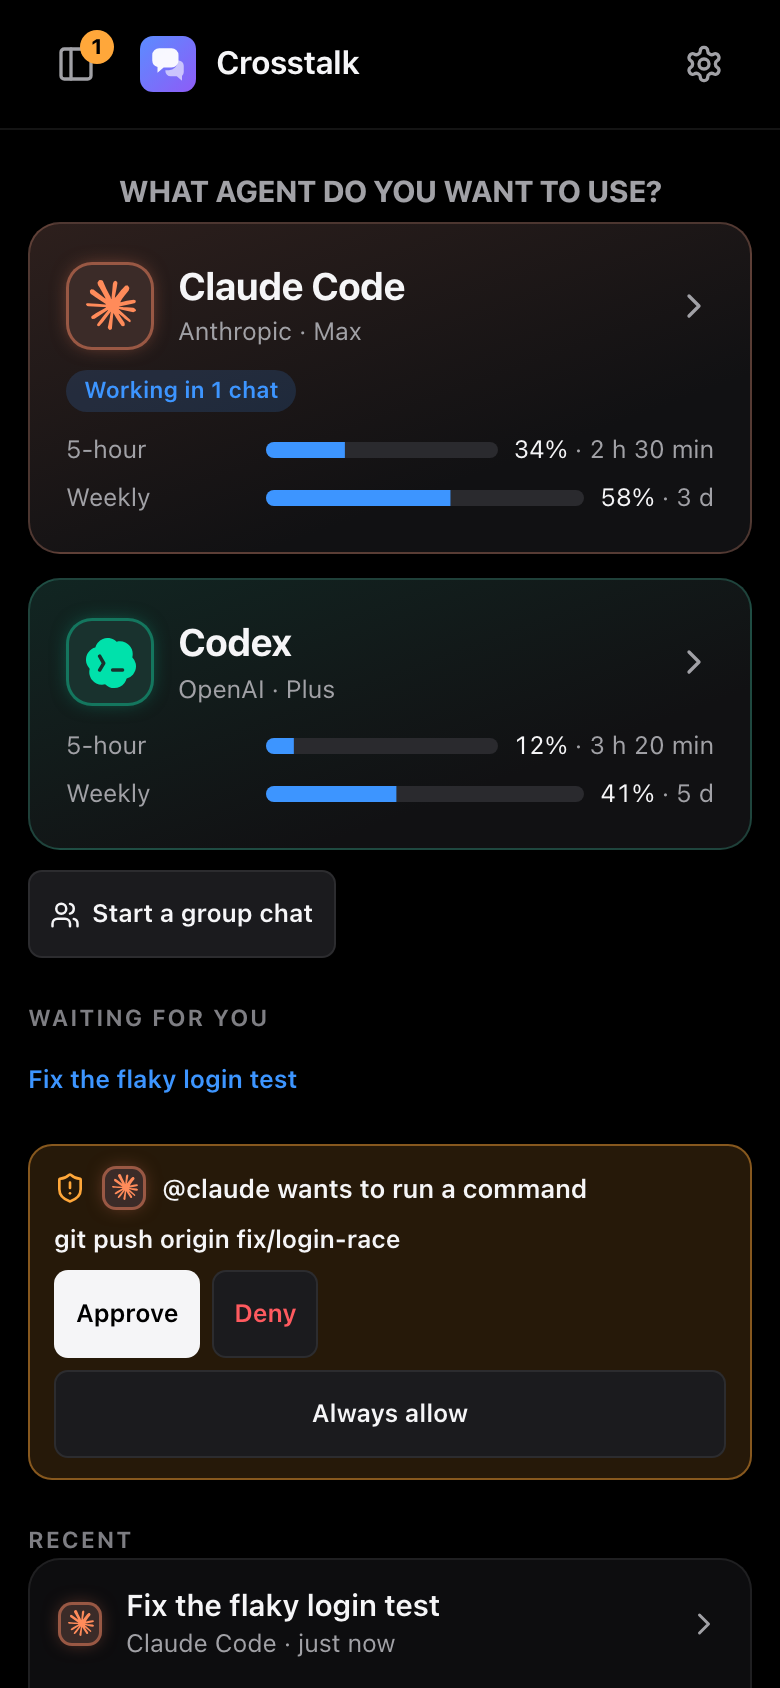 1
Crosstalk
WHAT AGENT DO YOU WANT TO USE?
Claude Code
Anthropic · Max
Working in 1 chat
5-hour 34% · 2 h 30 min
Weekly 58% · 3 d
Codex
OpenAI · Plus
5-hour 12% · 3 h 20 min
Weekly 41% · 5 d
Start a group chat
WAITING FOR YOU
Fix the flaky login test
@claude wants to run a command
git push origin fix/login-race
Approve Deny
Always allow
RECENT
Fix the flaky login test
Claude Code · just now